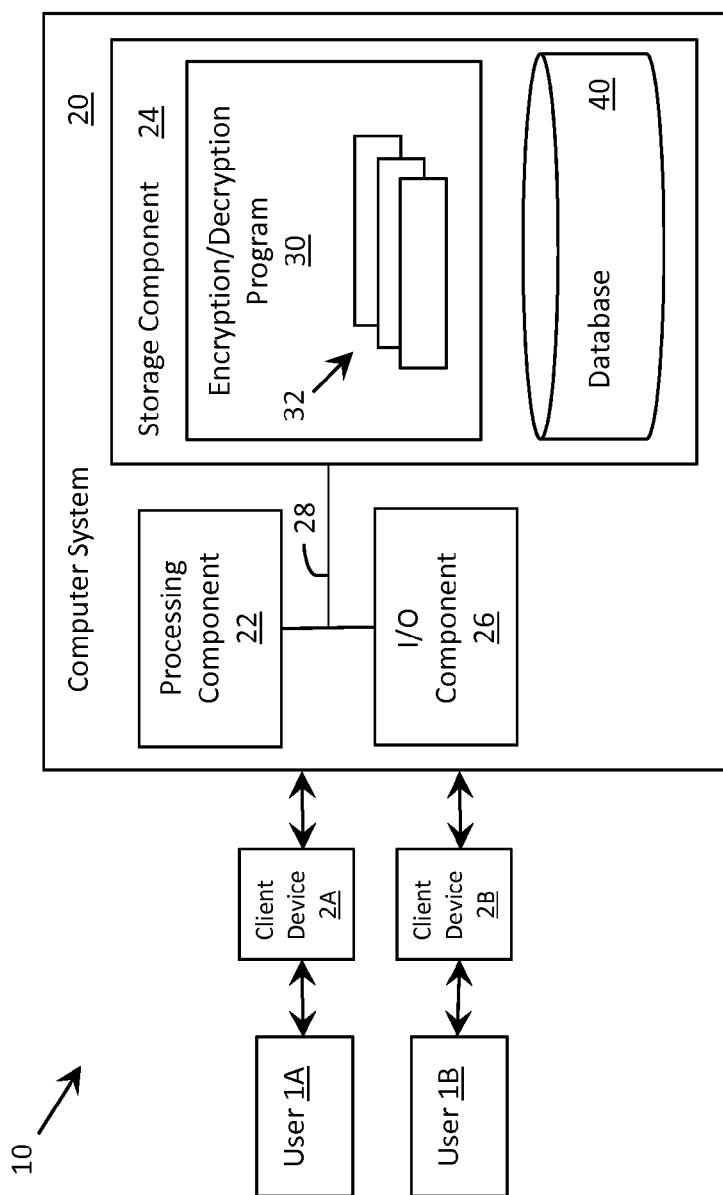 10
User 1A
User 1B
Client
Device
2A
Client
Device
2B
Computer System
20
Processing
Component
22
28
I/O
Component
26
Storage Component
24
Encryption/Decryption
Program
30
32
Database
40